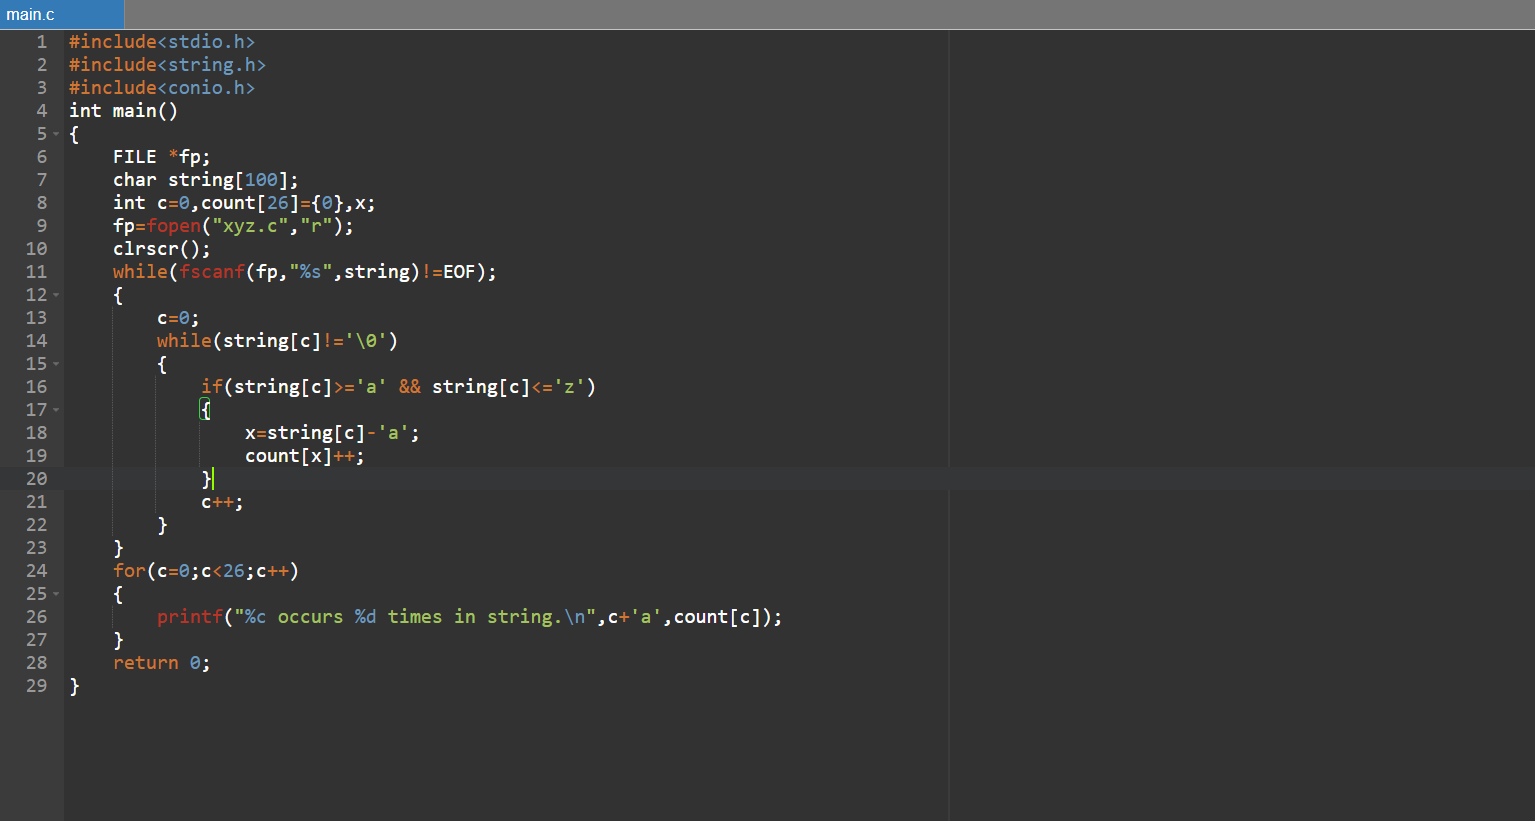 main.c
1 #include<stdio.h>
2 #include<string.h>
3 #include<conio.h>
4 int main()
5 {
6     FILE *fp;
7     char string[100];
8     int c=0,count[26]={0},x;
9     fp=fopen("xyz.c","r");
10     clrscr();
11     while(fscanf(fp,"%s",string)!=EOF);
12     {
13         c=0;
14         while(string[c]!='\0')
15         {
16             if(string[c]>='a' && string[c]<='z')
17             {
18                 x=string[c]-'a';
19                 count[x]++;
20             }
21             c++;
22         }
23     }
24     for(c=0;c<26;c++)
25     {
26         printf("%c occurs %d times in string.\n",c+'a',count[c]);
27     }
28     return 0;
29 }